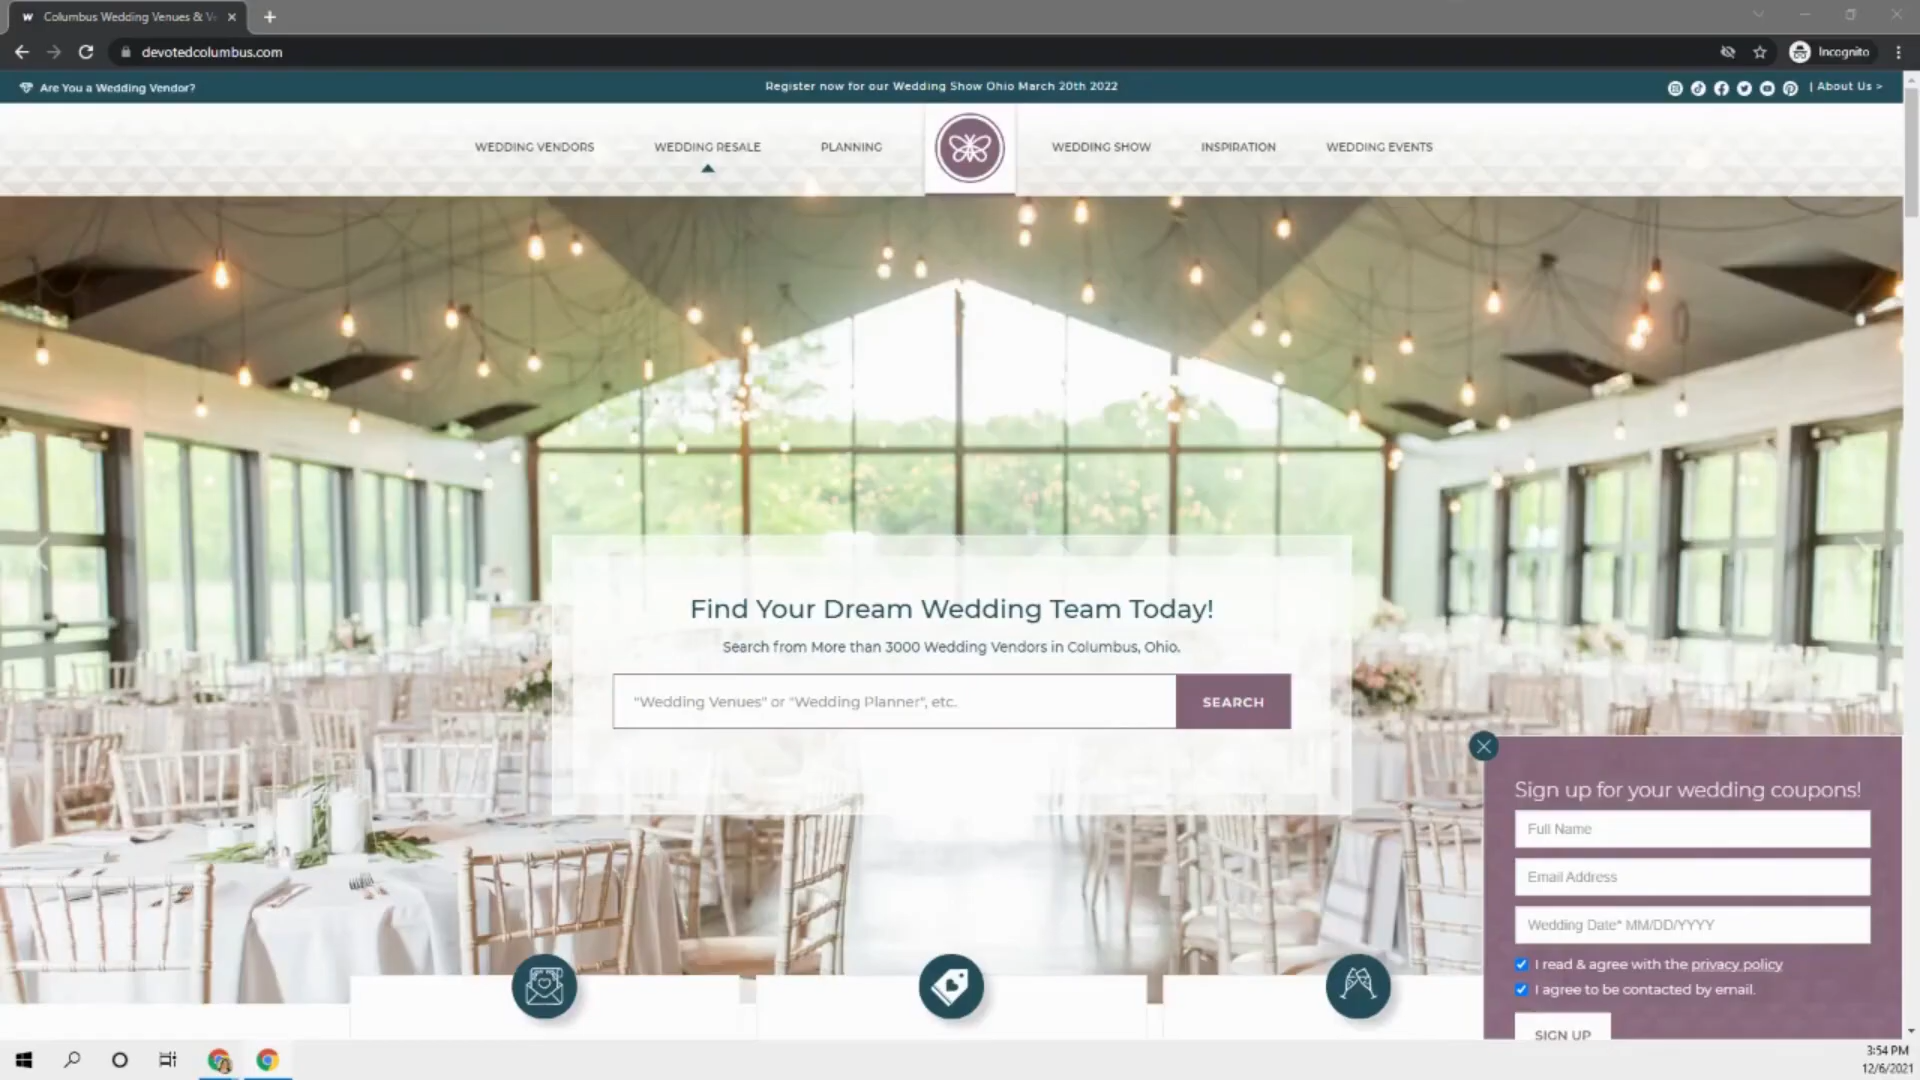 Columbus Wedding Venues & V
devotedcolumbus.com
Incognito
Are You a Wedding Vendor?
Register now for our Wedding Show Ohio March 20th 2022
| About Us >
WEDDING VENDORS
WEDDING RESALE
PLANNING
WEDDING SHOW
INSPIRATION
WEDDING EVENTS
Find Your Dream Wedding Team Today!
Search from More than 3000 Wedding Vendors in Columbus, Ohio.
"Wedding Venues" or "Wedding Planner", etc.
SEARCH
Sign up for your wedding coupons!
Full Name
Email Address
Wedding Date* MM/DD/YYYY
I read & agree with the privacy policy
I agree to be contacted by email.
SIGN UP
3:54 PM
12/6/2021